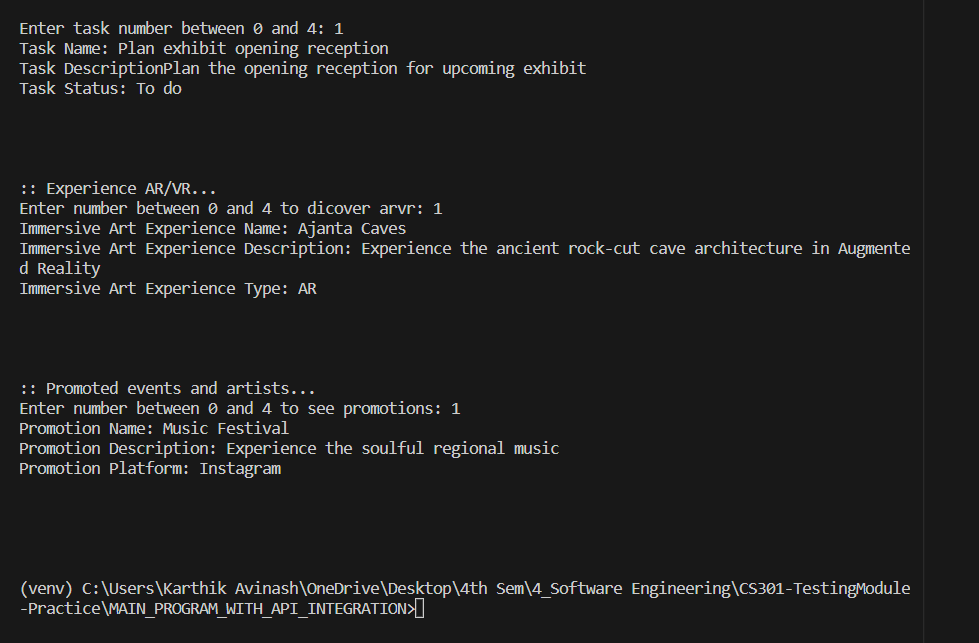 Enter task number between 0 and 4: 1
Task Name: Plan exhibit opening reception
Task DescriptionPlan the opening reception for upcoming exhibit
Task Status: To do
:: Experience AR/VR...
Enter number between 0 and 4 to dicover arvr: 1
Immersive Art Experience Name: Ajanta Caves
Immersive Art Experience Description: Experience the ancient rock-cut cave architecture in Augmente
d Reality
Immersive Art Experience Type: AR
:: Promoted events and artists...
Enter number between 0 and 4 to see promotions: 1
Promotion Name: Music Festival
Promotion Description: Experience the soulful regional music
Promotion Platform: Instagram
(venv) C:\Users\Karthik Avinash\OneDrive\Desktop\4th Sem\4_Software Engineering\CS301-TestingModule
-Practice\MAIN_PROGRAM_WITH_API_INTEGRATION>